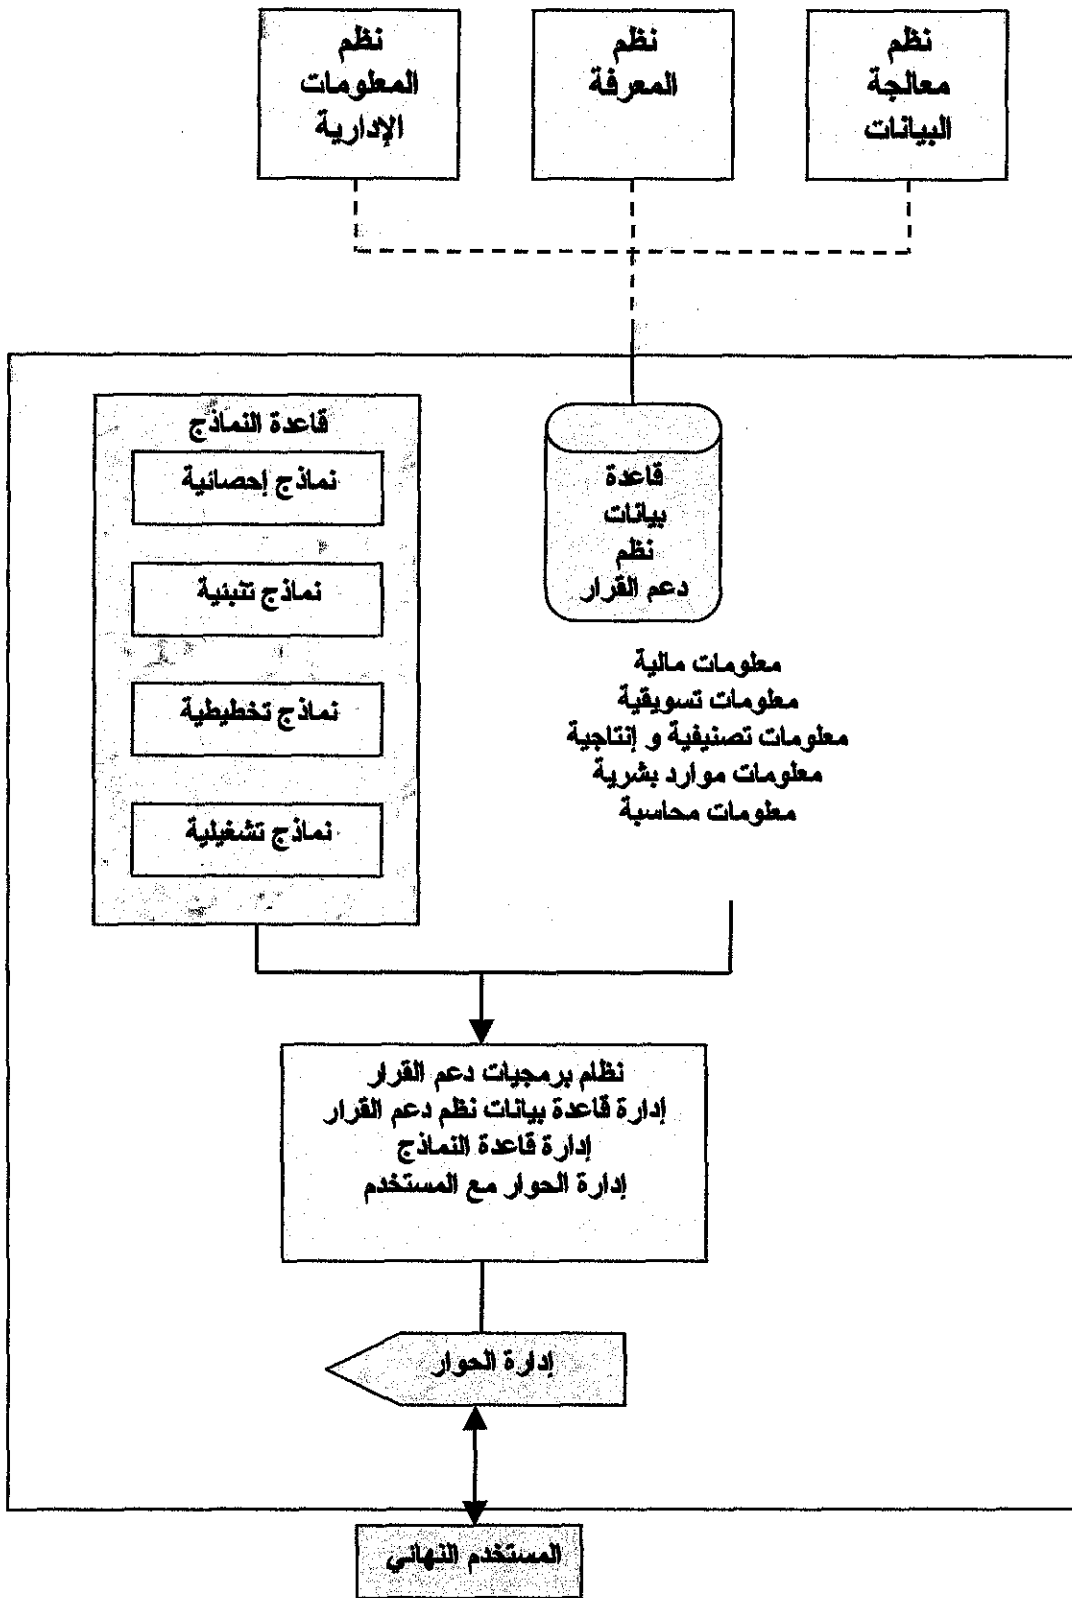 نظم
معالجة
البيانات
نظم
المعرفة
نظم
المعلومات
الإدارية
قاعدة
بيانات
نظم
دعم القرار
معلومات مالية
معلومات تسويقية
معلومات تصنيفية و إنتاجية
معلومات موارد بشرية
معلومات محاسبة
قاعدة النماذج
نماذج إحصائية
نماذج تنبئية
نماذج تخطيطية
نماذج تشغيلية
نظام برمجيات دعم القرار
إدارة قاعدة بيانات نظم دعم القرار
إدارة قاعدة النماذج
إدارة الحوار مع المستخدم
إدارة الحوار
المستخدم النهائي